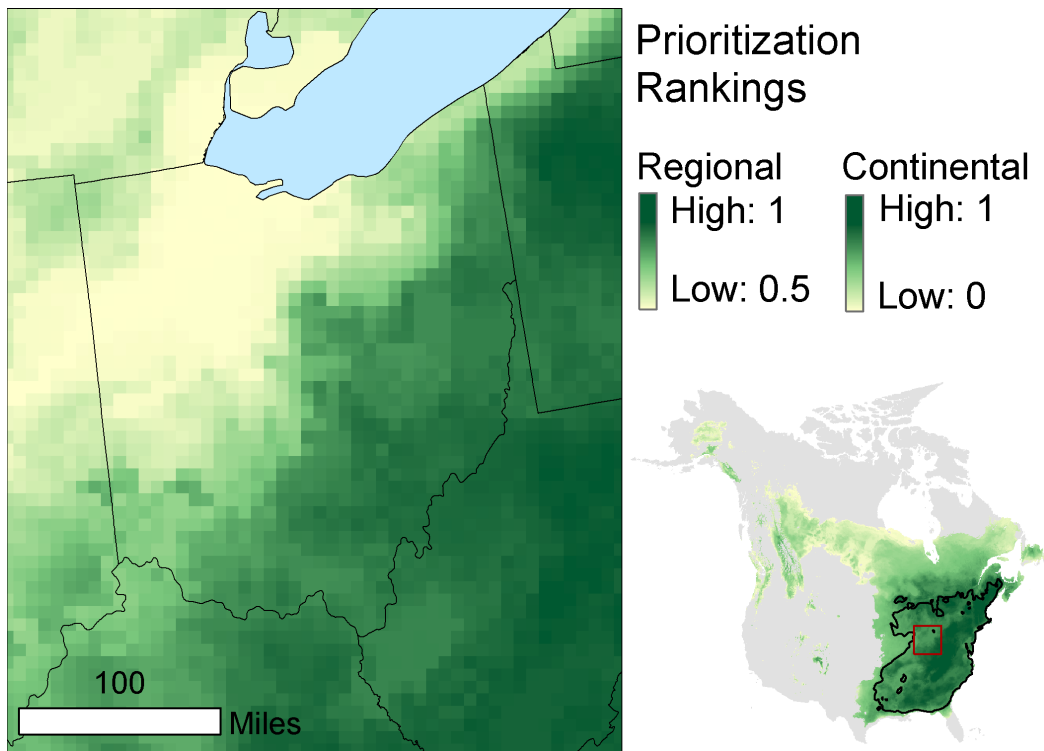 Prioritization
Rankings
Regional
High: 1
Low: 0.5
Continental
High: 1
Low: 0
100
Miles